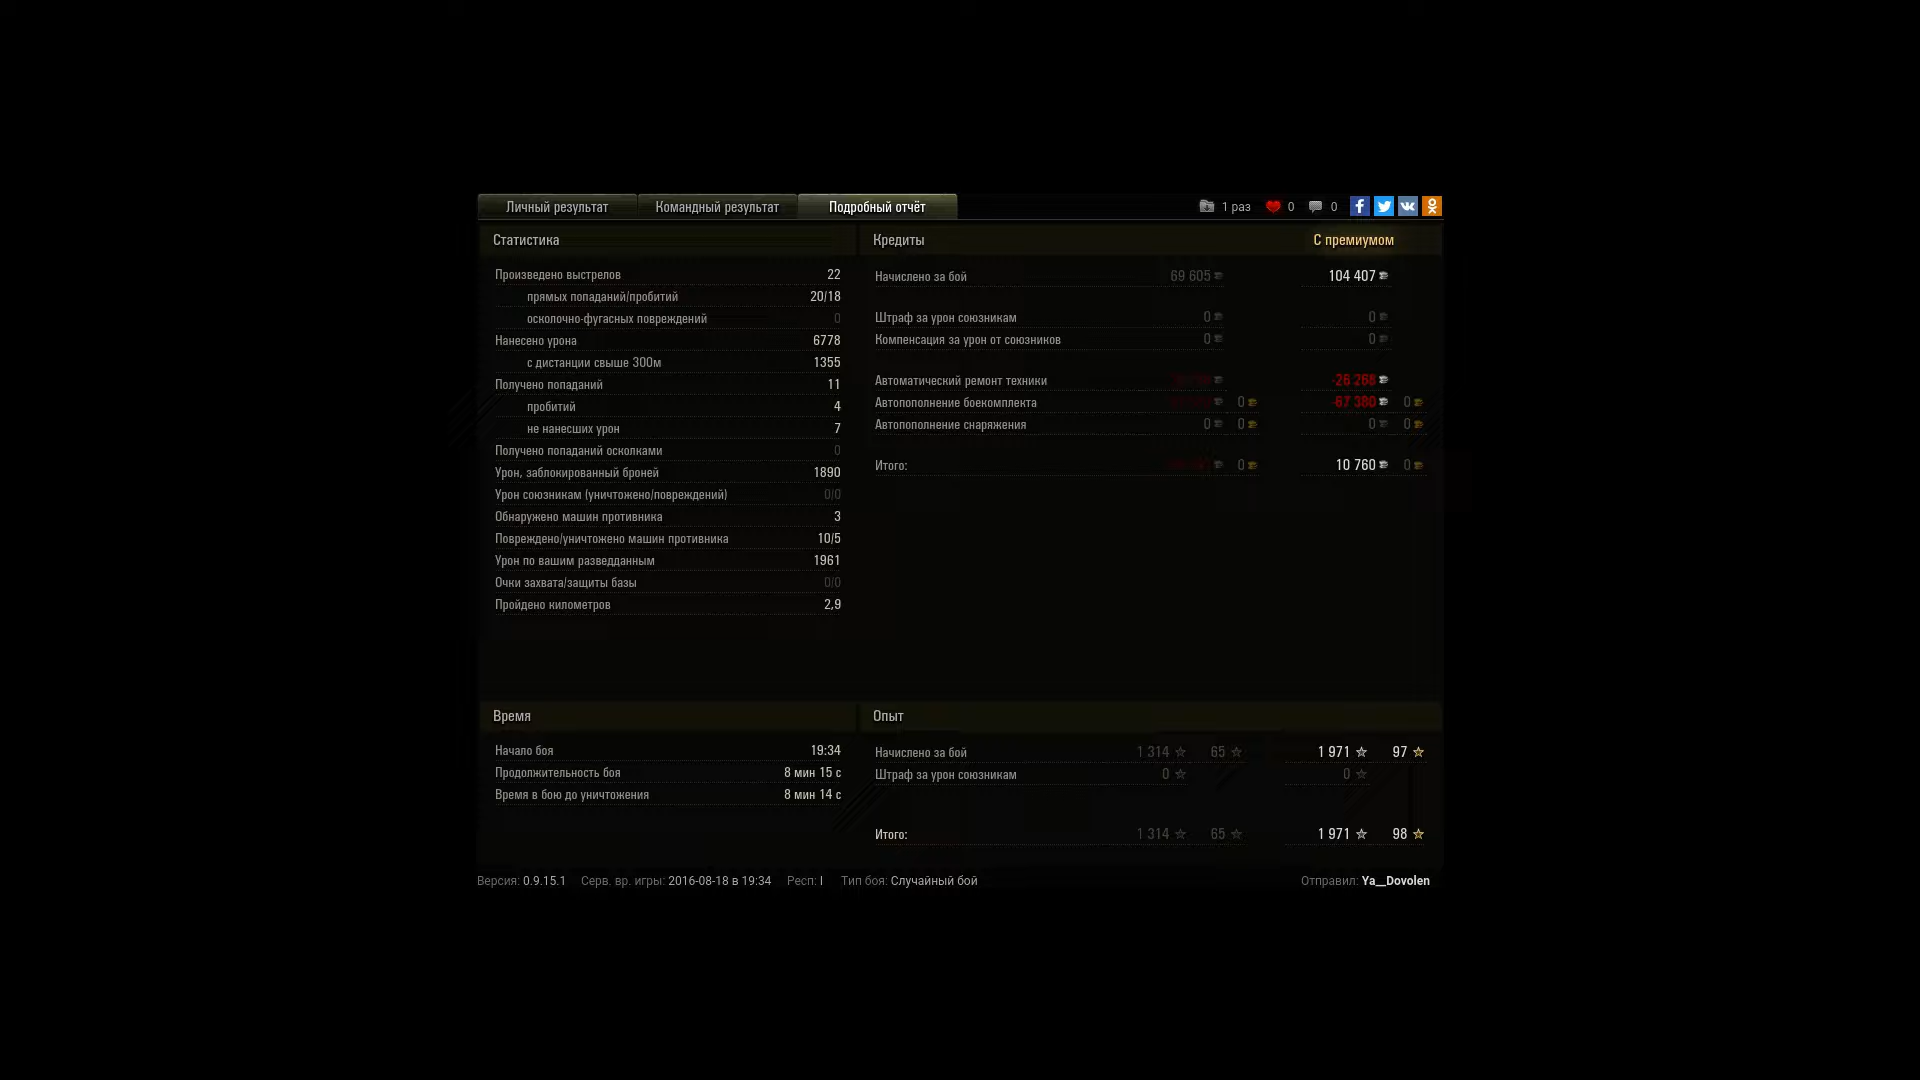 Личный результат Командный результат Подробный отчёт 1 раз 0 0
Статистика
Произведено выстрелов 22
прямых попаданий/пробитий 20/18
осколочно-фугасных повреждений 0
Нанесено урона 6778
с дистанции свыше 300м 1355
Получено попаданий 11
пробитий 4
не нанесших урон 7
Получено попаданий осколками 0
Урон, заблокированный броней 1890
Урон союзникам (уничтожено/повреждений) 0/0
Обнаружено машин противника 3
Повреждено/уничтожено машин противника 10/5
Урон по вашим разведданным 1961
Очки захвата/защиты базы 0/0
Пройдено километров 2,9
Кредиты С премиумом
Начислено за бой 69 605 104 407
Штраф за урон союзникам 0 0
Компенсация за урон от союзников 0 0
Автоматический ремонт техники -26 268
Автопополнение боекомплекта 0 -67 380 0
Автопополнение снаряжения 0 0 0 0
Итого: 0 10 760 0
Время
Начало боя 19:34
Продолжительность боя 8 мин 15 с
Время в бою до уничтожения 8 мин 14 с
Опыт
Начислено за бой 1 314 65 1 971 97
Штраф за урон союзникам 0 0
Итого: 1 314 65 1 971 98
Версия: 0.9.15.1 Серв. вр. игры: 2016-08-18 в 19:34 Респ: I Тип боя: Случайный бой Отправил: Ya__Dovolen